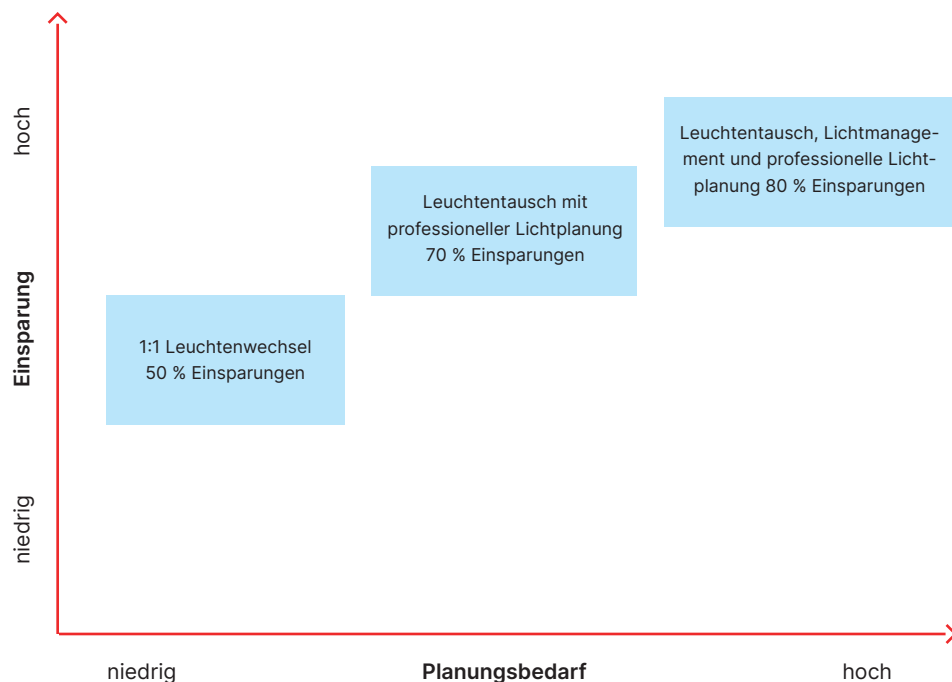 hoch
Leuchtentausch, Lichtmanage-
ment und professionelle Licht-
planung 80 % Einsparungen
Leuchtentausch mit
professioneller Lichtplanung
70 % Einsparungen
Einsparung
1:1 Leuchtenwechsel
50 % Einsparungen
niedrig
niedrig
Planungsbedarf
hoch